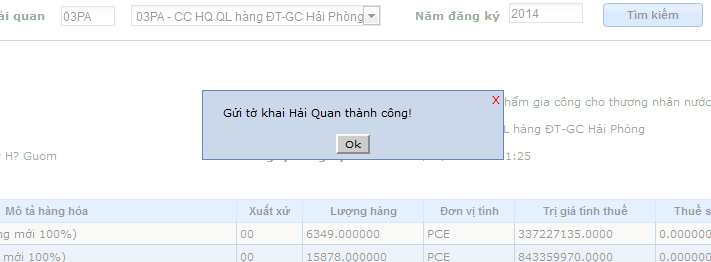 ải quan 03PA 03PA - CC HQ QL hàng ĐT-GC Hải Phòng Năm đăng ký 2014 Tìm kiếm
X
hẩm gia công cho thương nhân nước
Gửi tờ khai Hải Quan thành công!
L hàng ĐT-GC Hải Phòng
Ok
H? Guom 1:25
Mô tả hàng hóa Xuất xứ Lượng hàng Đơn vị tính Trị giá tính thuế Thuế s
ng mới 100%) 00 6349.000000 PCE 337227135.0000 0.000000
mới 100%) 00 15878.000000 PCE 843359970.0000 0.000000